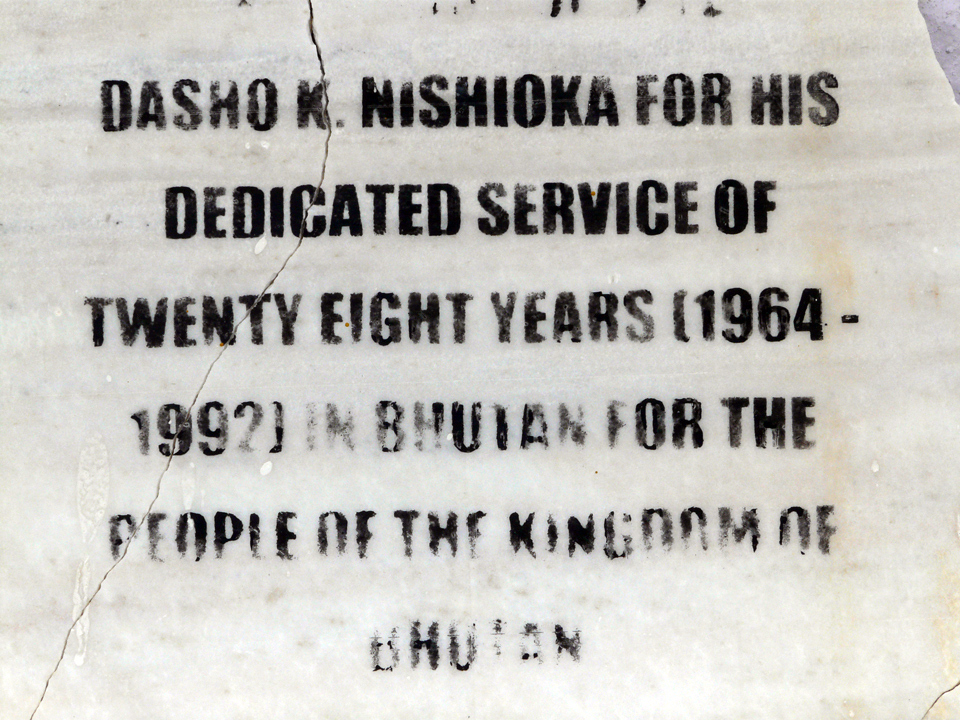 DASHO K. NISHIOKA FOR HIS
DEDICATED SERVICE OF
TWENTY EIGHT YEARS (1964 -
1992) IN BHUTAN FOR THE
PEOPLE OF THE KINGDOM OF
BHUTAN